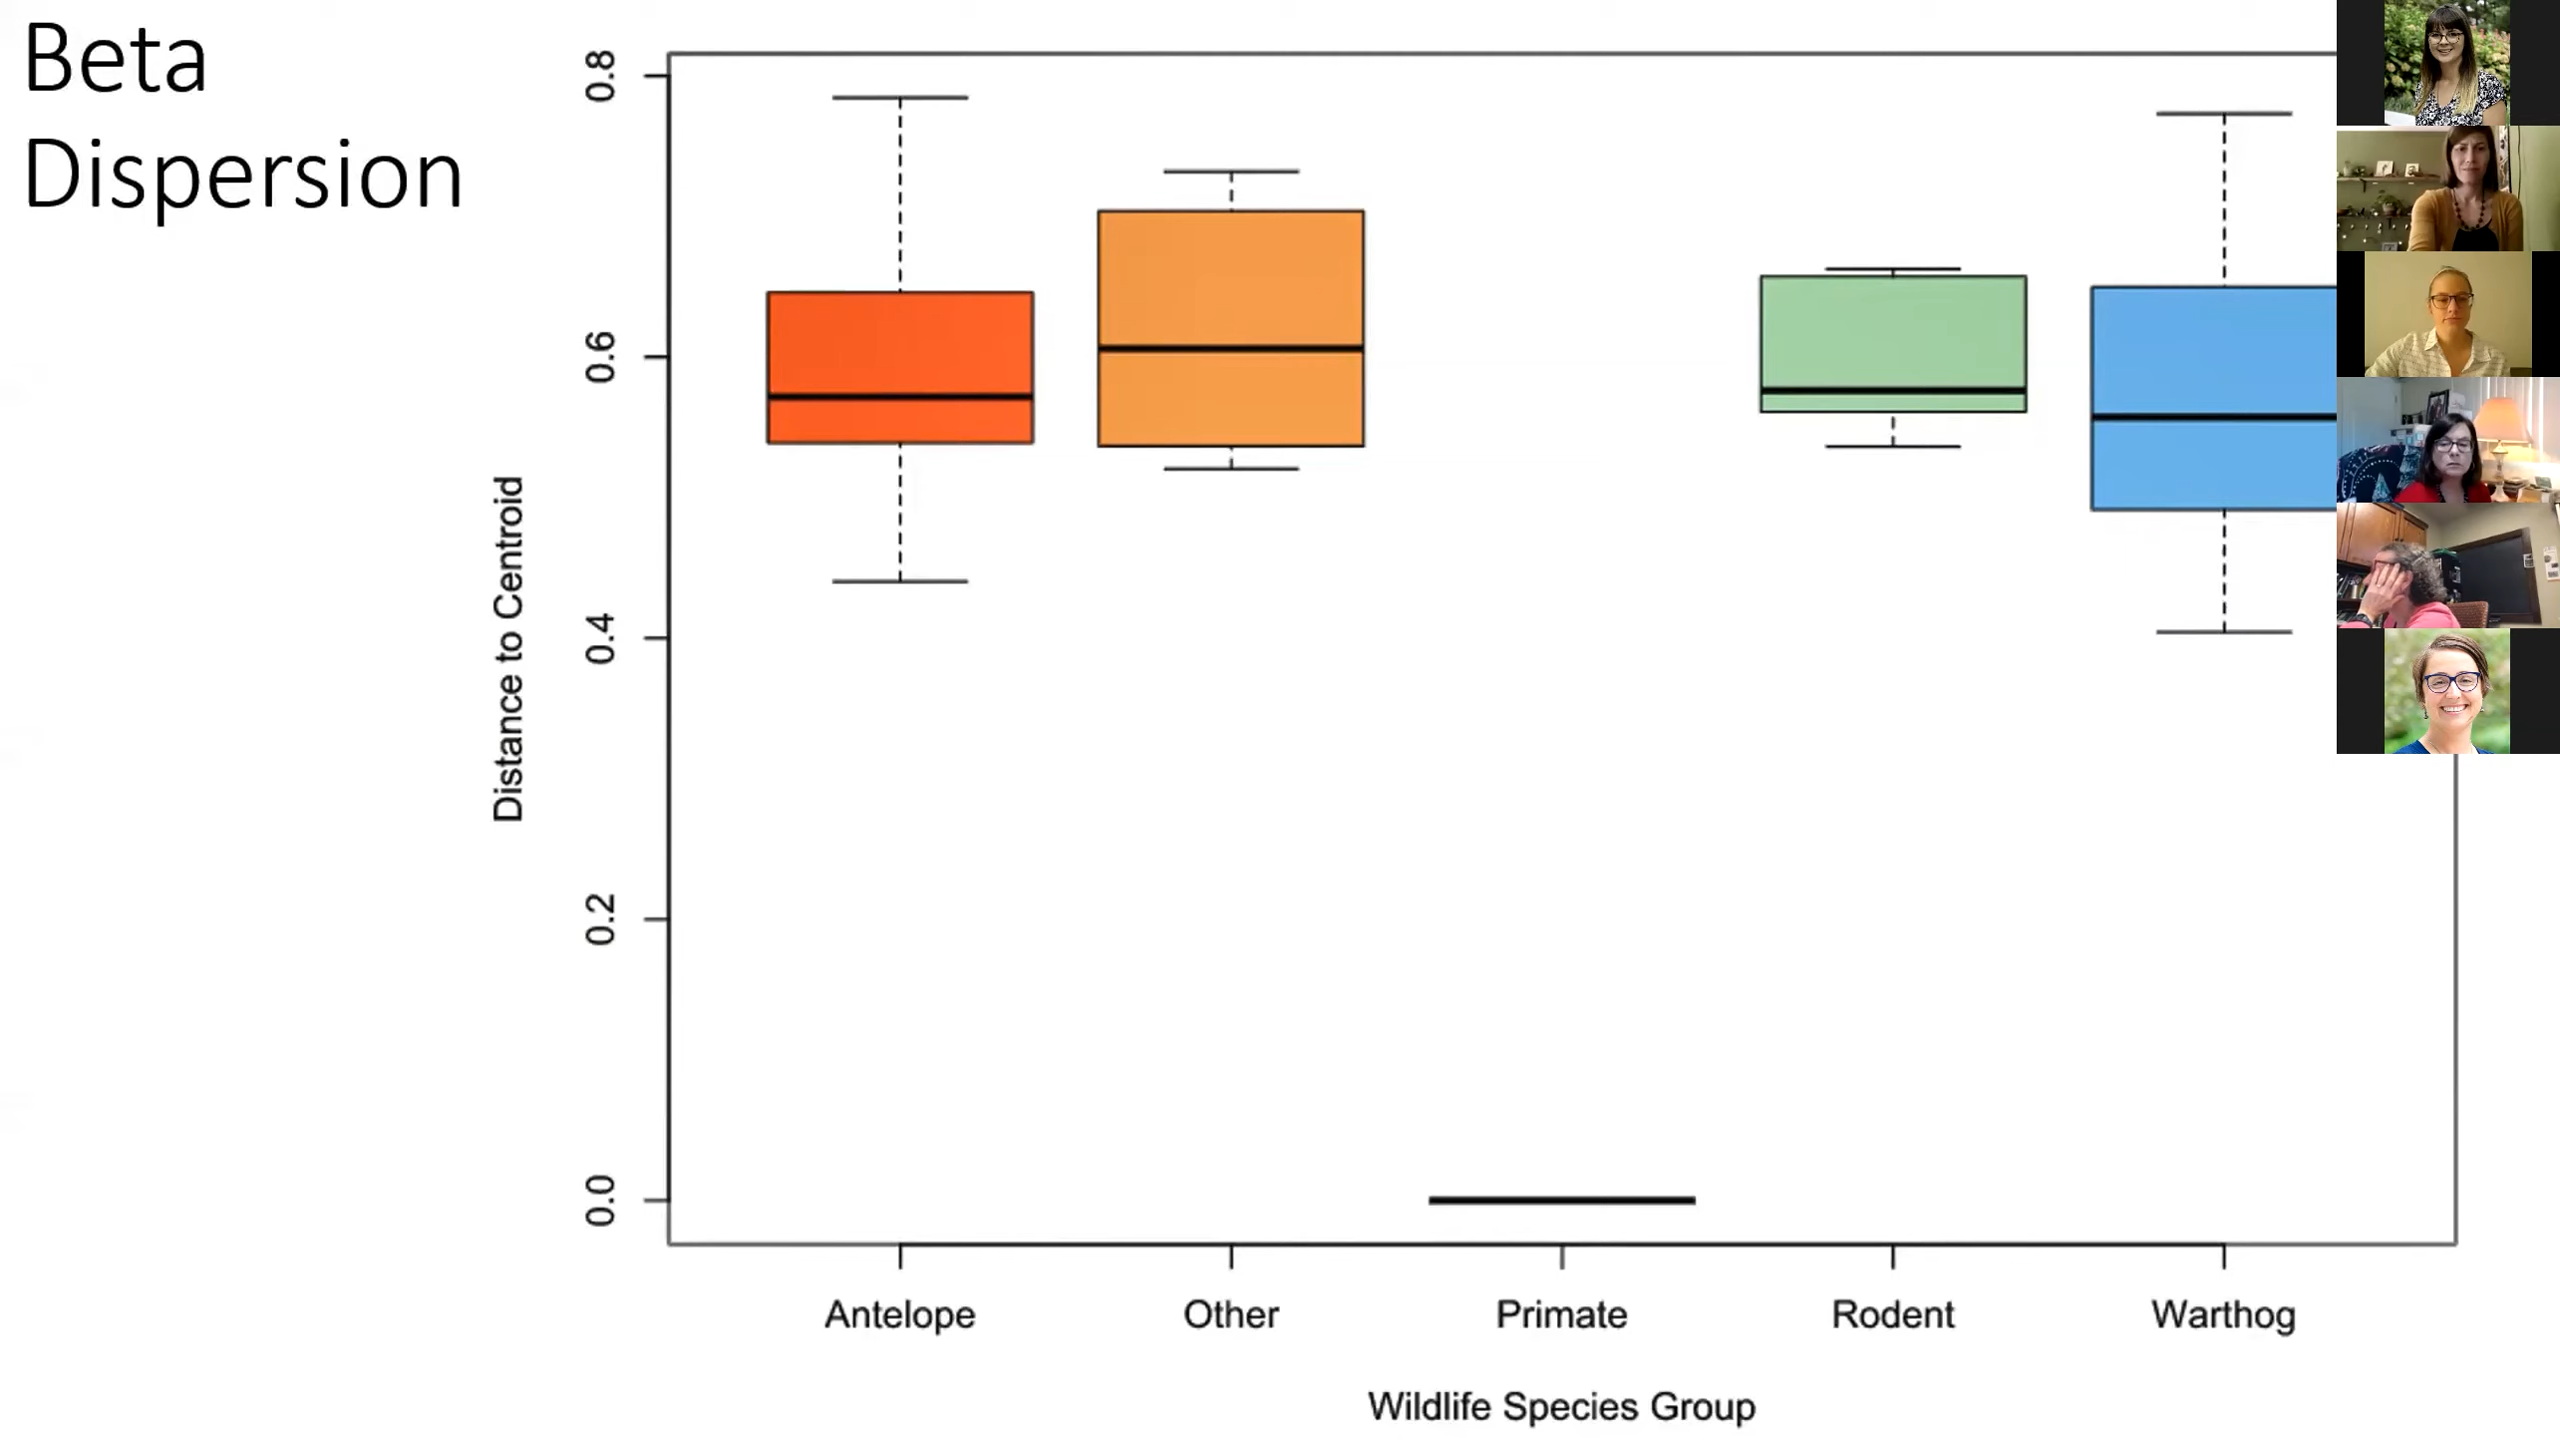 Beta
Dispersion
0.8
0.6
0.4
0.2
0.0
Distance to Centroid
Antelope
Other
Primate
Rodent
Warthog
Wildlife Species Group